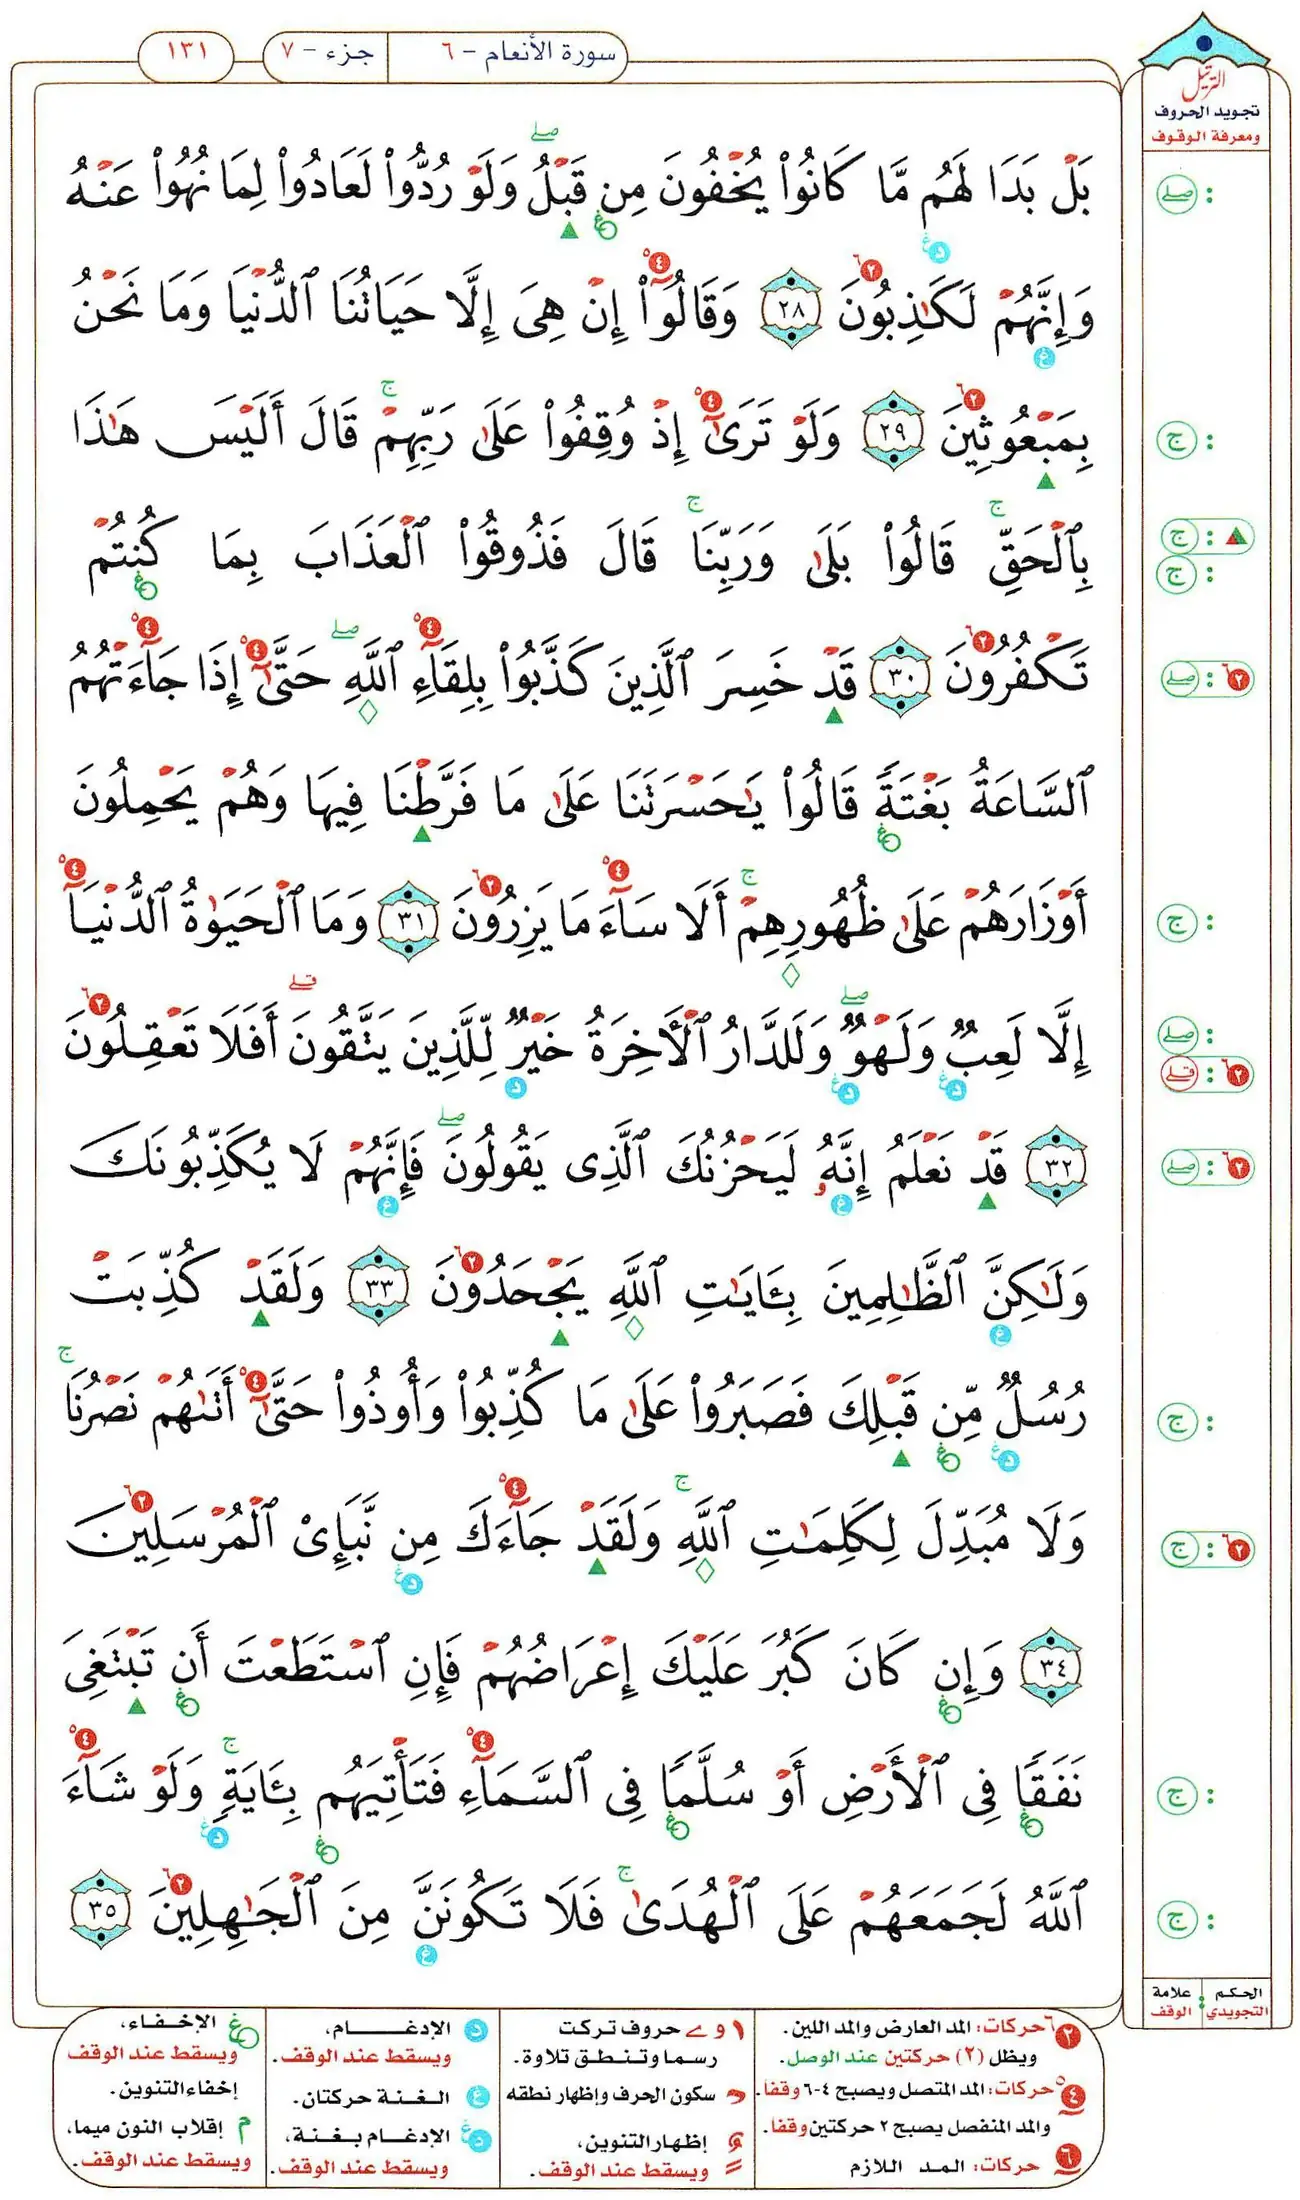 سورة الأنعام - ٦
جزء - ٧
١٣١
الترتيل
تجويد الحروف
ومعرفة الوقوف
بَلْ بَدَا لَهُم مَّا كَانُوا۟ يُخْفُونَ مِن قَبْلُ ۖ وَلَوْ رُدُّوا۟ لَعَادُوا۟ لِمَا نُهُوا۟ عَنْهُ
وَإِنَّهُمْ لَكَـٰذِبُونَ ٢٨ وَقَالُوٓا۟ إِنْ هِىَ إِلَّا حَيَاتُنَا ٱلدُّنْيَا وَمَا نَحْنُ
بِمَبْعُوثِينَ ٢٩ وَلَوْ تَرَىٰٓ إِذْ وُقِفُوا۟ عَلَىٰ رَبِّهِمْ ۚ قَالَ أَلَيْسَ هَـٰذَا
بِٱلْحَقِّ ۚ قَالُوا۟ بَلَىٰ وَرَبِّنَا ۚ قَالَ فَذُوقُوا۟ ٱلْعَذَابَ بِمَا كُنتُمْ
تَكْفُرُونَ ٣٠ قَدْ خَسِرَ ٱلَّذِينَ كَذَّبُوا۟ بِلِقَآءِ ٱللَّهِ ۖ حَتَّىٰٓ إِذَا جَآءَتْهُمُ
ٱلسَّاعَةُ بَغْتَةً قَالُوا۟ يَـٰحَسْرَتَنَا عَلَىٰ مَا فَرَّطْنَا فِيهَا وَهُمْ يَحْمِلُونَ
أَوْزَارَهُمْ عَلَىٰ ظُهُورِهِمْ ۚ أَلَا سَآءَ مَا يَزِرُونَ ٣١ وَمَا ٱلْحَيَوٰةُ ٱلدُّنْيَآ
إِلَّا لَعِبٌ وَلَهْوٌ ۖ وَلَلدَّارُ ٱلْأَخِرَةُ خَيْرٌ لِّلَّذِينَ يَتَّقُونَ ۗ أَفَلَا تَعْقِلُونَ
٣٢ قَدْ نَعْلَمُ إِنَّهُۥ لَيَحْزُنُكَ ٱلَّذِى يَقُولُونَ ۖ فَإِنَّهُمْ لَا يُكَذِّبُونَكَ
وَلَـٰكِنَّ ٱلظَّـٰلِمِينَ بِـَٔايَـٰتِ ٱللَّهِ يَجْحَدُونَ ٣٣ وَلَقَدْ كُذِّبَتْ
رُسُلٌ مِّن قَبْلِكَ فَصَبَرُوا۟ عَلَىٰ مَا كُذِّبُوا۟ وَأُوذُوا۟ حَتَّىٰٓ أَتَىٰهُمْ نَصْرُنَا ۚ
وَلَا مُبَدِّلَ لِكَلِمَـٰتِ ٱللَّهِ ۚ وَلَقَدْ جَآءَكَ مِن نَّبَإِى۟ ٱلْمُرْسَلِينَ
٣٤ وَإِن كَانَ كَبُرَ عَلَيْكَ إِعْرَاضُهُمْ فَإِنِ ٱسْتَطَعْتَ أَن تَبْتَغِىَ
نَفَقًا فِى ٱلْأَرْضِ أَوْ سُلَّمًا فِى ٱلسَّمَآءِ فَتَأْتِيَهُم بِـَٔايَةٍ ۚ وَلَوْ شَآءَ
ٱللَّهُ لَجَمَعَهُمْ عَلَى ٱلْهُدَىٰ ۚ فَلَا تَكُونَنَّ مِنَ ٱلْجَـٰهِلِينَ ٣٥
الحكم التجويدي : علامة الوقف
٦ ٢ حركات: المد العارض والمد اللين.
ويظل (٢) حركتين عند الوصل.
٥ ٤ حركات: المد المتصل ويصبح ٤-٦ وقفا.
والمد المنفصل يصبح ٢ حركتين وقفا.
٦ حركات: المد اللازم
ا و ے حروف تركت
رسما وتنطق تلاوة.
سكون الحرف وإظهار نطقه
إظهار التنوين،
ويسقط عند الوقف.
د الإدغام،
ويسقط عند الوقف.
غ الغنة حركتان.
دغ الإدغام بغنة،
ويسقط عند الوقف.
غ الإخفاء،
ويسقط عند الوقف
إخفاء التنوين.
م إقلاب النون ميما،
ويسقط عند الوقف.